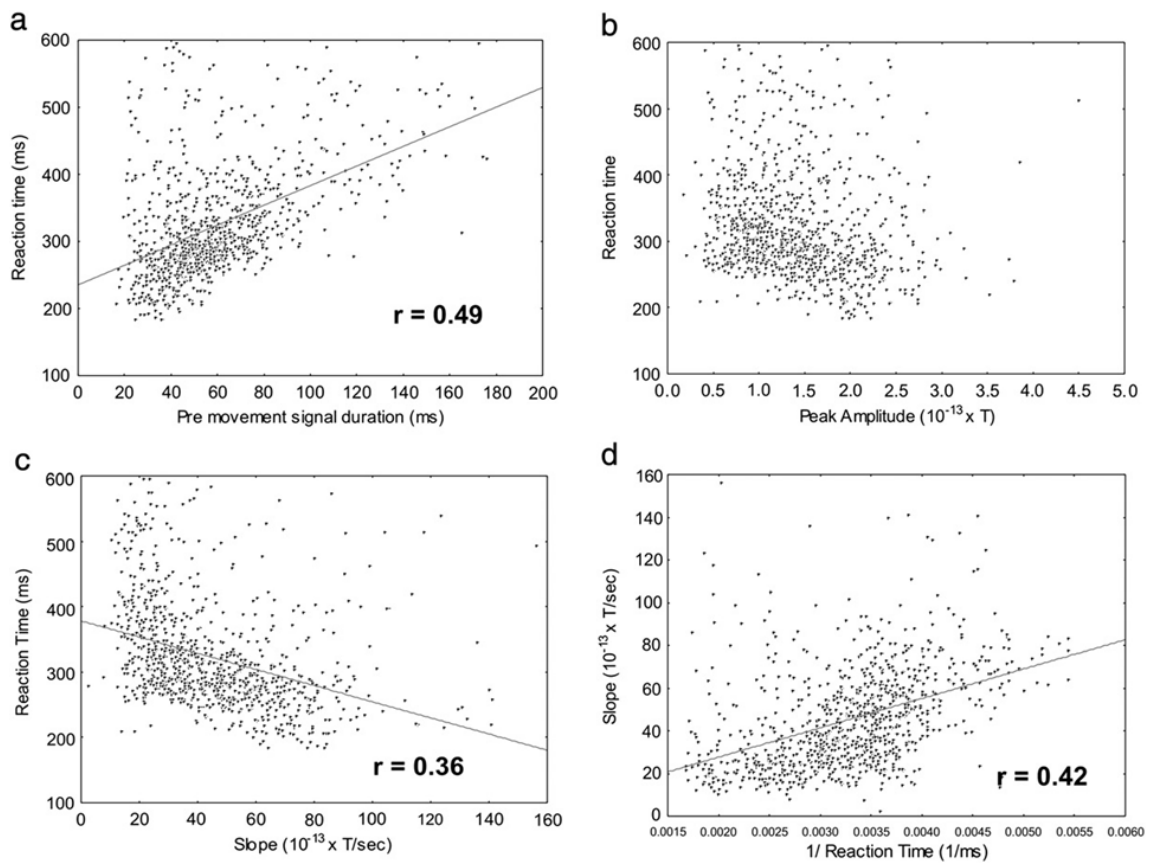 a
600
500
400
300
200
100
Reaction time (ms)
0 20 40 60 80 100 120 140 160 180 200
Pre movement signal duration (ms)
r = 0.49
b
600
500
400
300
200
100
Reaction time
0.0 0.5 1.0 1.5 2.0 2.5 3.0 3.5 4.0 4.5 5.0
Peak Amplitude (10-13 x T)
c
600
500
400
300
200
100
Reaction Time (ms)
0 20 40 60 80 100 120 140 160
Slope (10-13 x T/sec)
r = 0.36
d
160
140
120
100
80
60
40
20
0
Slope (10-13 x T/sec)
0.0015 0.0020 0.0025 0.0030 0.0035 0.0040 0.0045 0.0050 0.0055 0.0060
1/ Reaction Time (1/ms)
r = 0.42